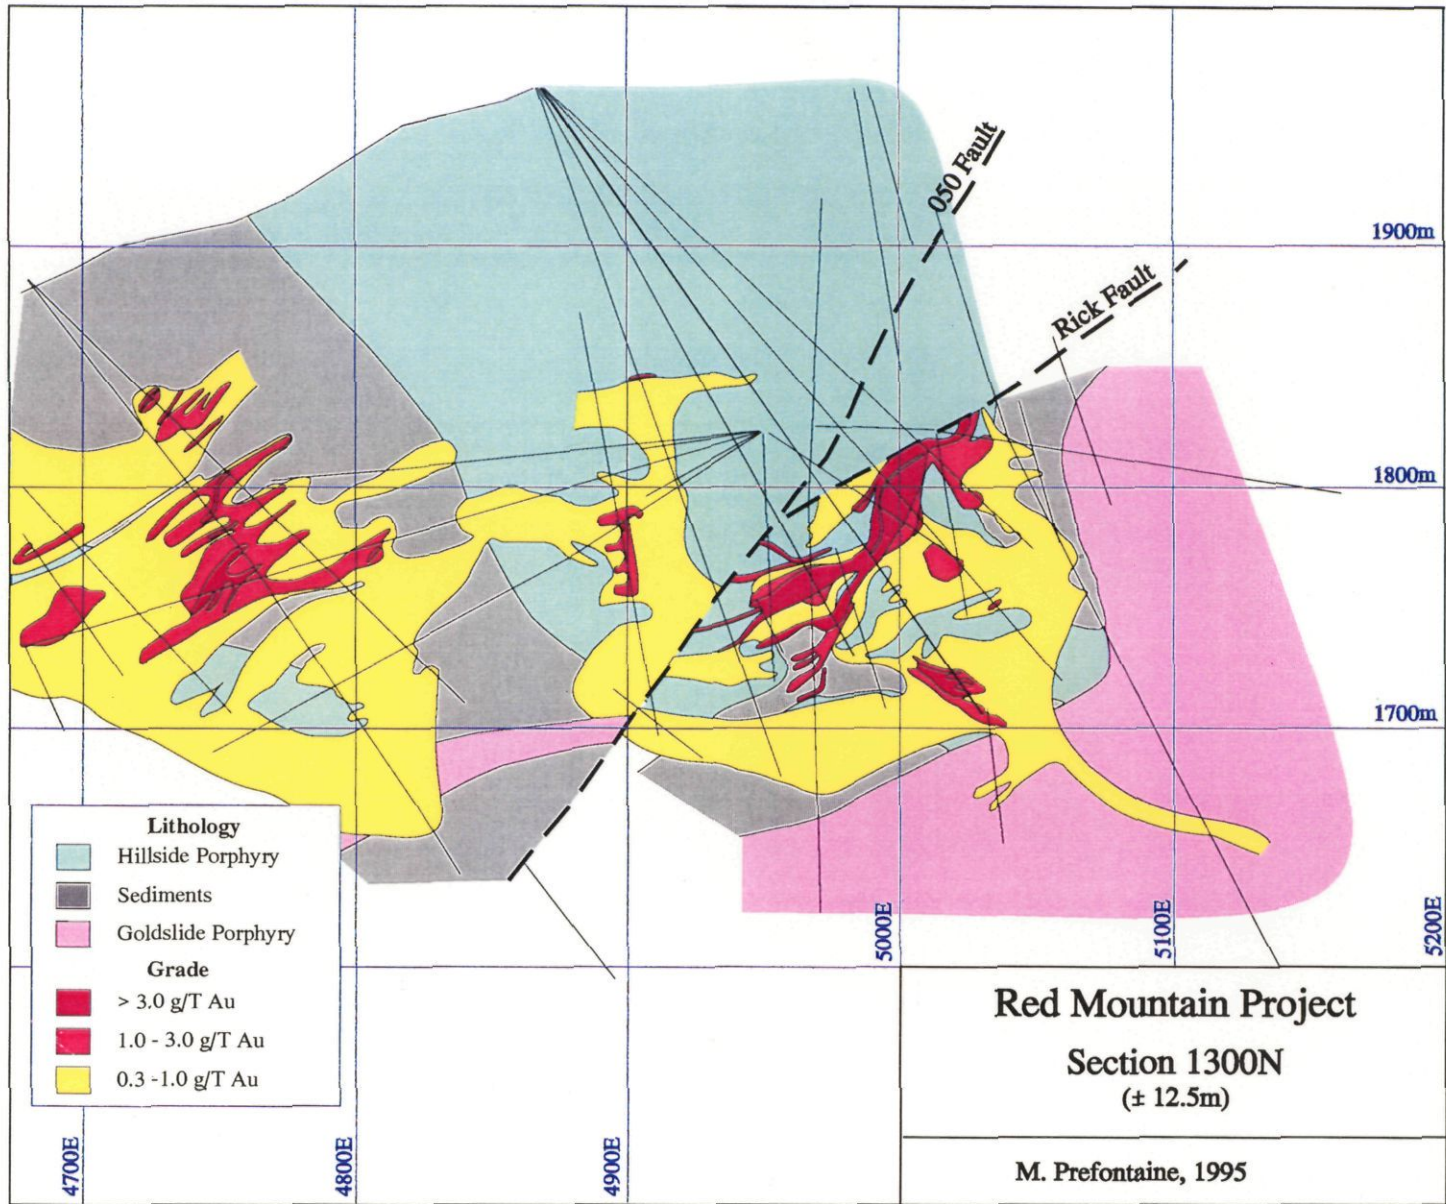 050 Fault
1900m
Rick Fault
1800m
1700m
Lithology
Hillside Porphyry
Sediments
Goldslide Porphyry
Grade
> 3.0 g/T Au
1.0 - 3.0 g/T Au
0.3 -1.0 g/T Au
4700E
4800E
4900E
5000E
5100E
5200E
Red Mountain Project
Section 1300N
(± 12.5m)
M. Prefontaine, 1995